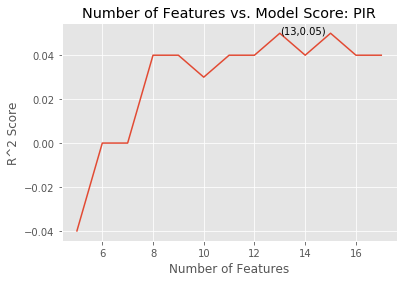 Number of Features vs. Model Score: PIR
(13,0.05)
0.04
0.02
0.00
−0.02
−0.04
R^2 Score
6 8 10 12 14 16
Number of Features